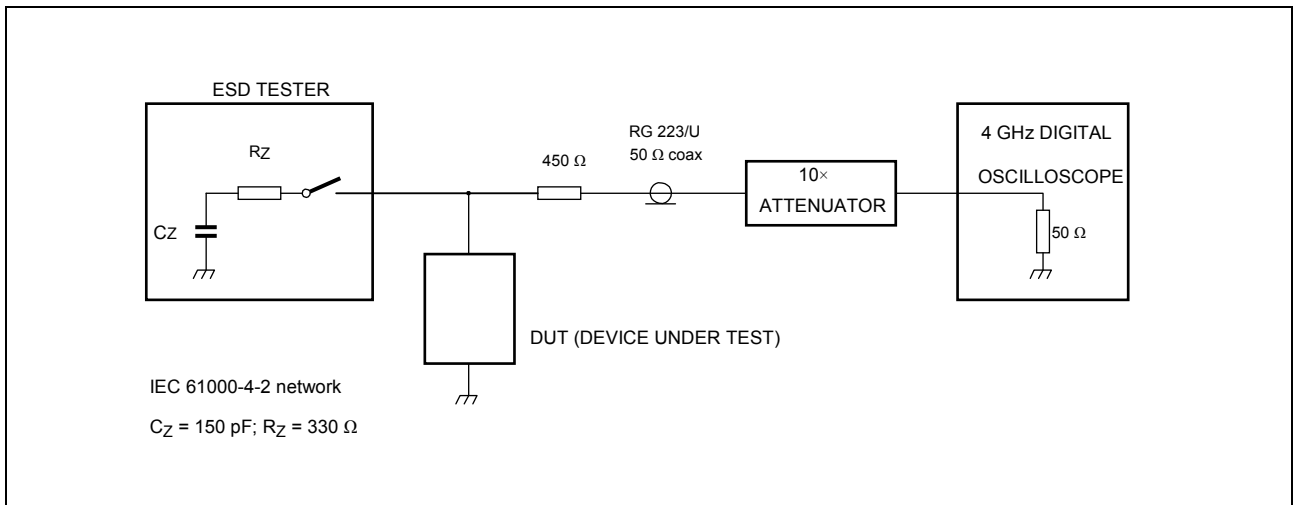 ESD TESTER
RZ
CZ
450 Ω
RG 223/U
50 Ω coax
10×
ATTENUATOR
4 GHz DIGITAL
OSCILLOSCOPE
50 Ω
DUT (DEVICE UNDER TEST)
IEC 61000-4-2 network
CZ = 150 pF; RZ = 330 Ω